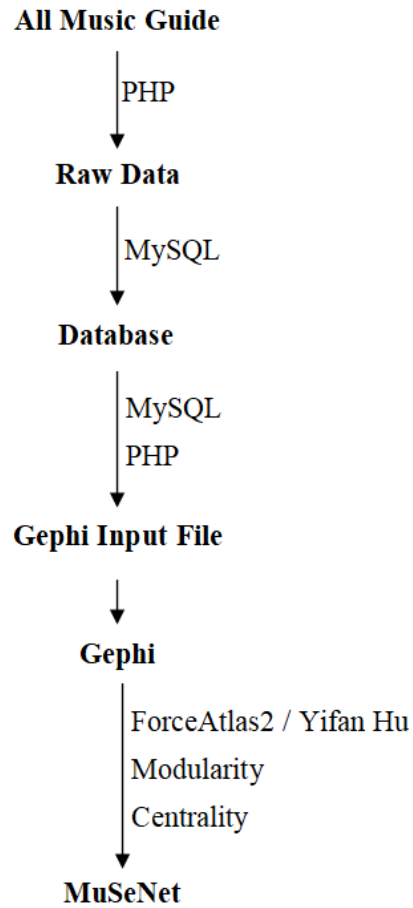 All Music Guide
PHP
Raw Data
MySQL
Database
MySQL
PHP
Gephi Input File
Gephi
ForceAtlas2 / Yifan Hu
Modularity
Centrality
MuSeNet